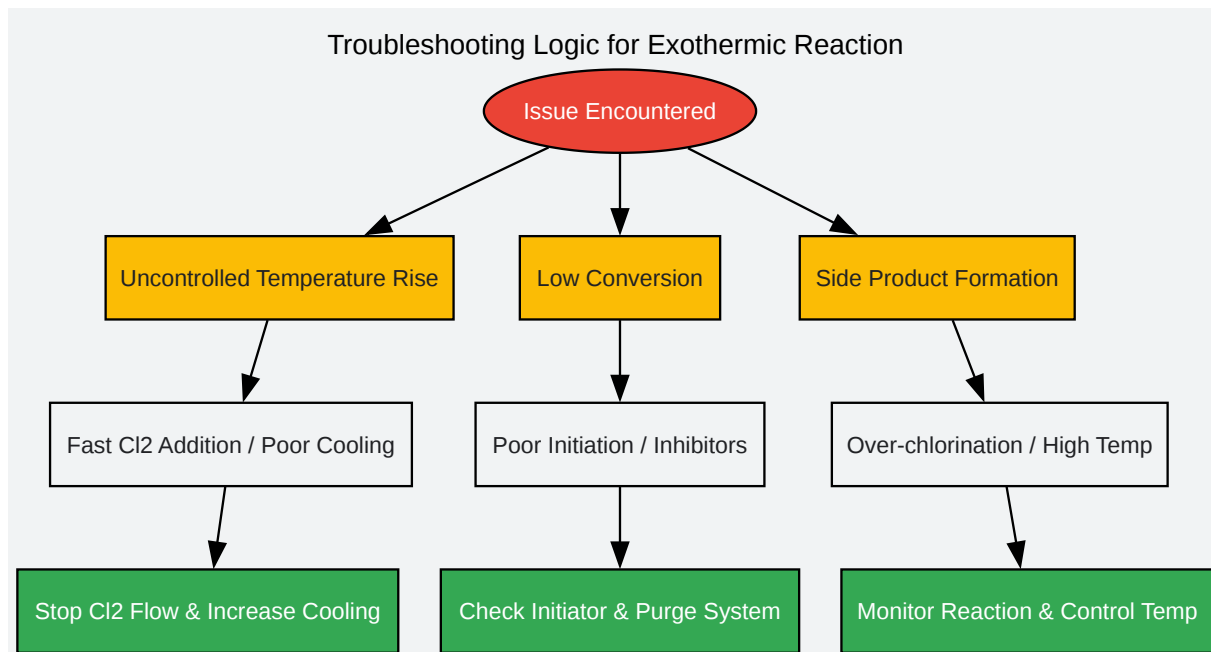 Troubleshooting Logic for Exothermic Reaction
Issue Encountered
Uncontrolled Temperature Rise
Low Conversion
Side Product Formation
Fast Cl2 Addition / Poor Cooling
Poor Initiation / Inhibitors
Over-chlorination / High Temp
Stop Cl2 Flow & Increase Cooling
Check Initiator & Purge System
Monitor Reaction & Control Temp